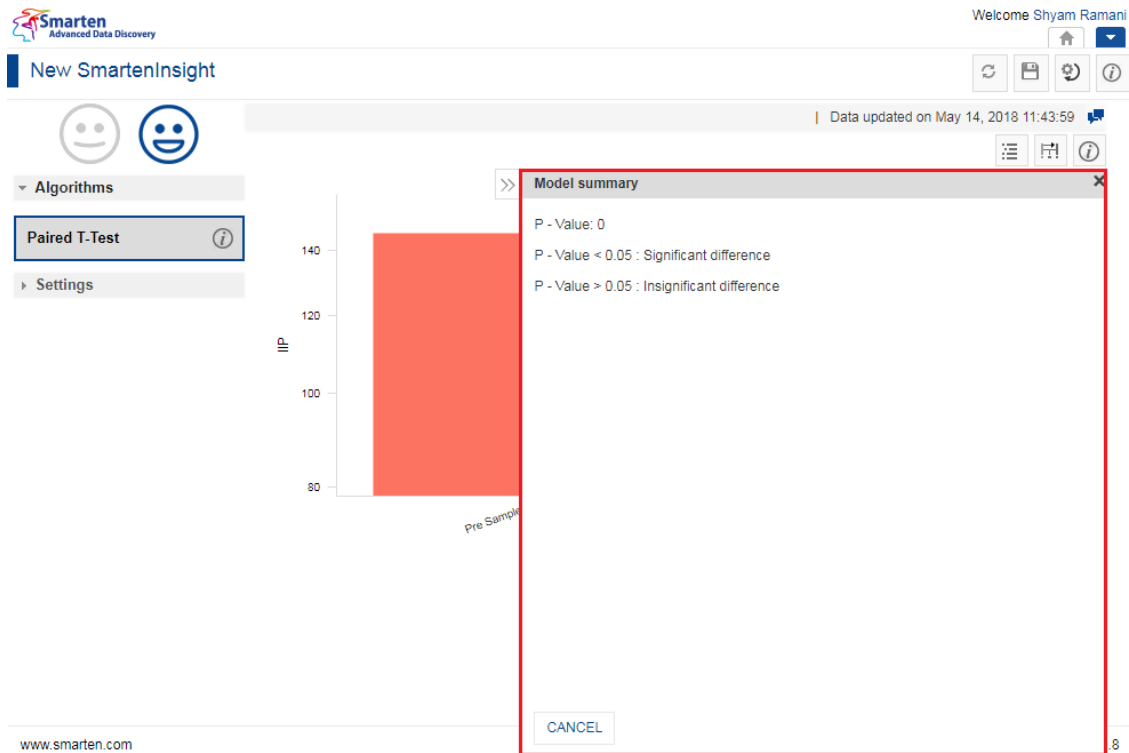 Smarten
Advanced Data Discovery
Welcome Shyam Ramani
New SmartenInsight
| Data updated on May 14, 2018 11:43:59
Algorithms
Paired T-Test
Settings
140
120
100
80
IIP
Pre Sample
Model summary
P - Value: 0
P - Value < 0.05 : Significant difference
P - Value > 0.05 : Insignificant difference
CANCEL
www.smarten.com
.8